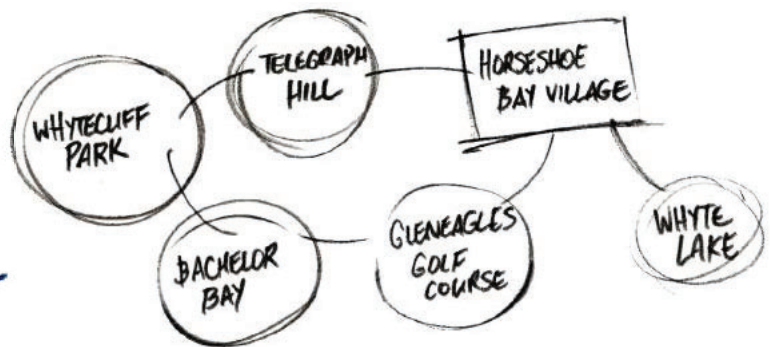 TELEGRAPH
HILL
HORSESHOE
BAY VILLAGE
WHYTECLIFF
PARK
BACHELOR
BAY
GLENEAGLES
GOLF
COURSE
WHYTE
LAKE